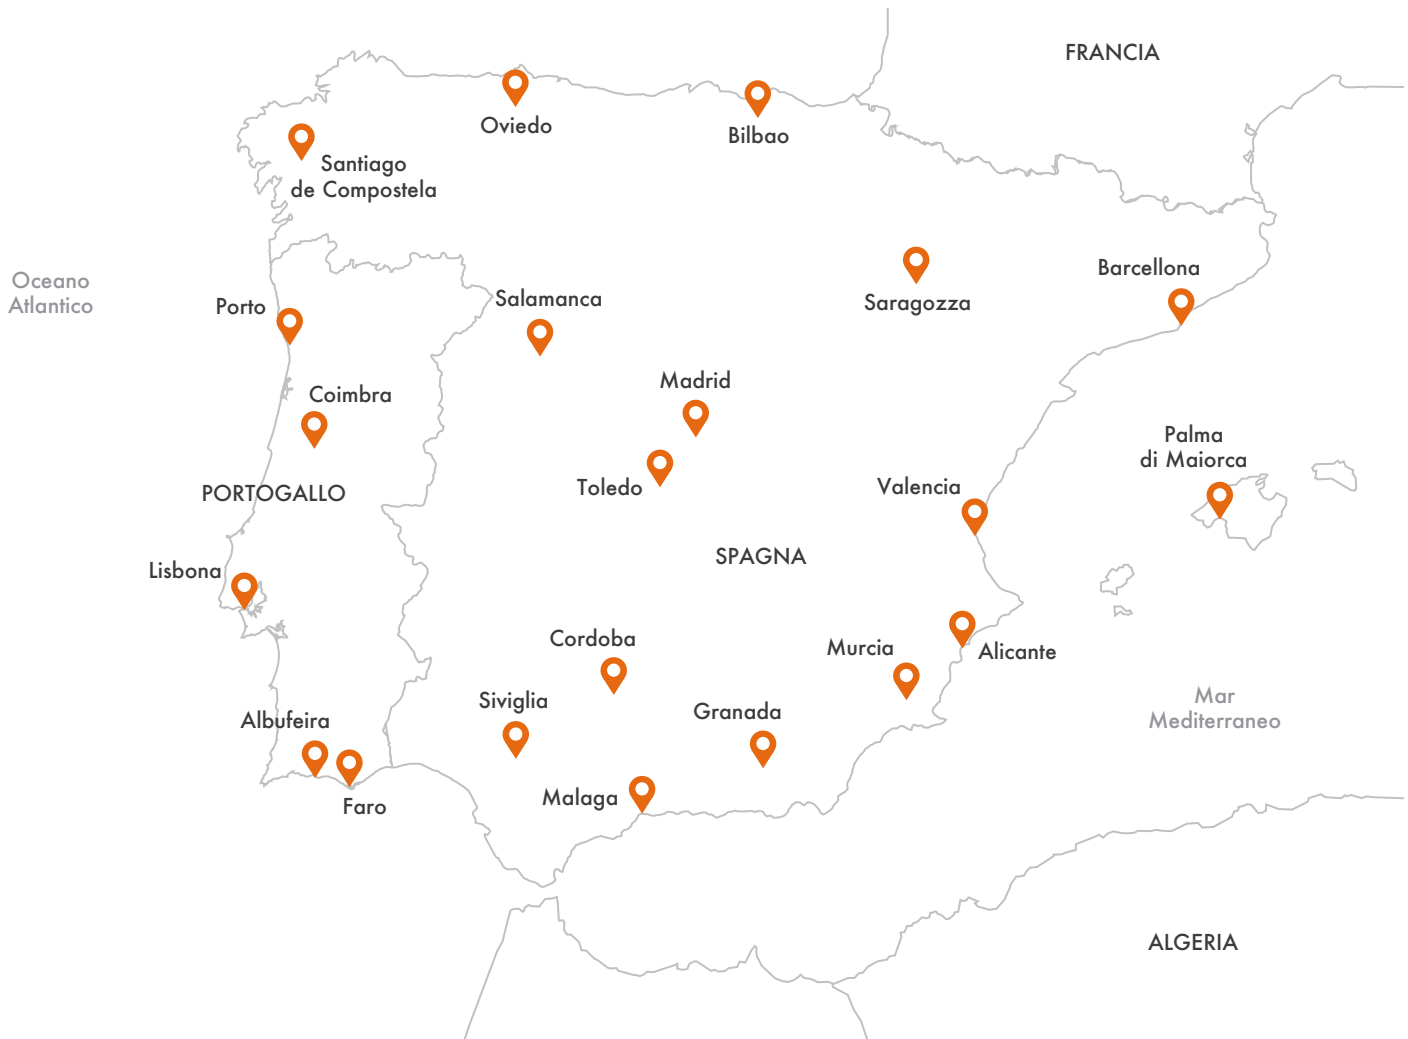 FRANCIA
Oviedo
Bilbao
Santiago
de Compostela
Oceano
Atlantico
Barcellona
Porto
Salamanca
Saragozza
Madrid
Coimbra
Palma
di Maiorca
Toledo
Valencia
PORTOGALLO
SPAGNA
Lisbona
Cordoba
Murcia
Alicante
Siviglia
Granada
Mar
Mediterraneo
Albufeira
Malaga
Faro
ALGERIA